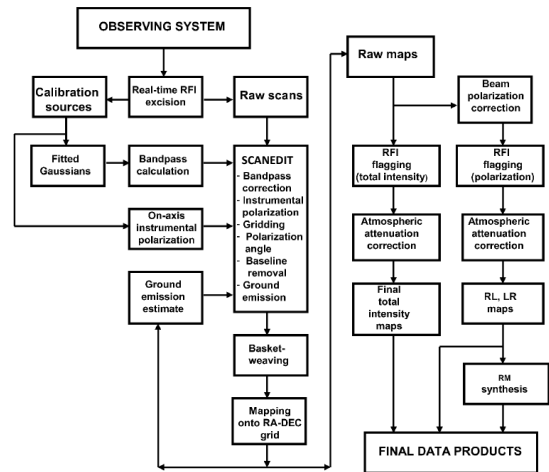 OBSERVING SYSTEM
Calibration
sources
Real-time RFI
excision
Raw scans
Fitted
Gaussians
Bandpass
calculation
SCANEDIT
- Bandpass
correction
- Instrumental
polarization
- Gridding
- Polarization
angle
- Baseline
removal
- Ground
emission
On-axis
instrumental
polarization
Ground
emission
estimate
Basket-
weaving
Mapping
onto RA-DEC
grid
Raw maps
Beam
polarization
correction
RFI
flagging
(total intensity)
RFI
flagging
(polarization)
Atmospheric
attenuation
correction
Atmospheric
attenuation
correction
Final
total
intensity
maps
RL, LR
maps
RM
synthesis
FINAL DATA PRODUCTS